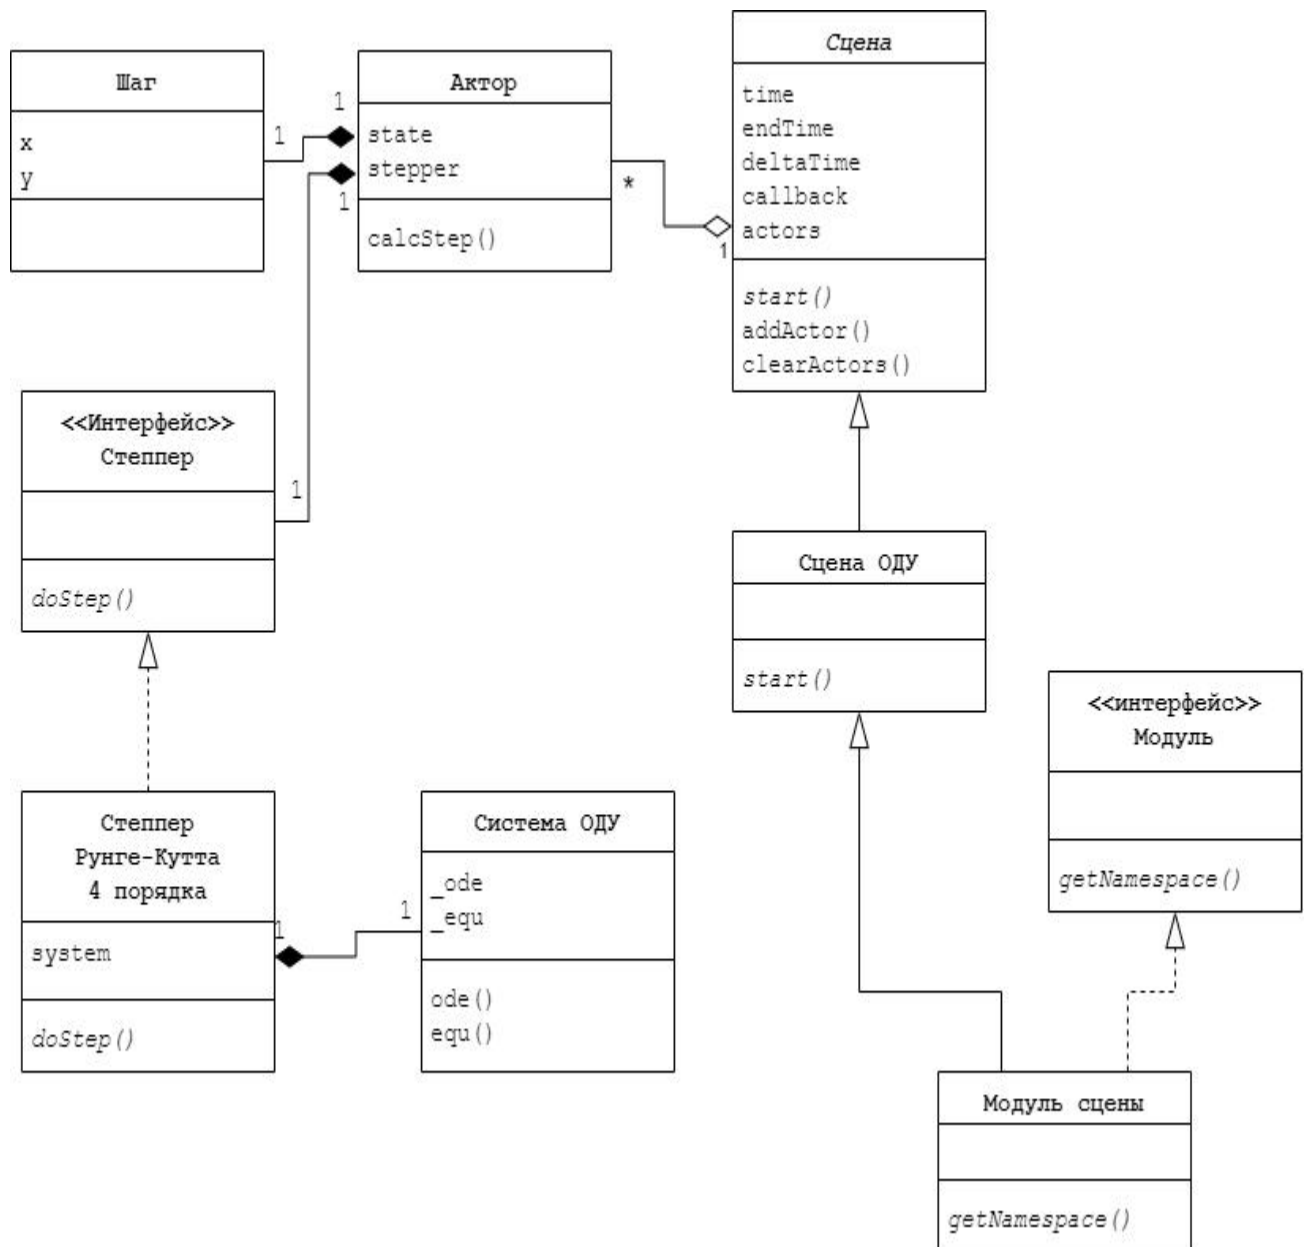 Шаг
x
y
1
1
Актор
state
stepper
calcStep()
1
*
1
Сцена
time
endTime
deltaTime
callback
actors
start()
addActor()
clearActors()
<<Интерфейс>>
Степпер
doStep()
1
Сцена ОДУ
start()
<<интерфейс>>
Модуль
getNamespace()
Степпер
Рунге-Кутта
4 порядка
system
doStep()
1
1
Система ОДУ
_ode
_equ
ode()
equ()
Модуль сцены
getNamespace()